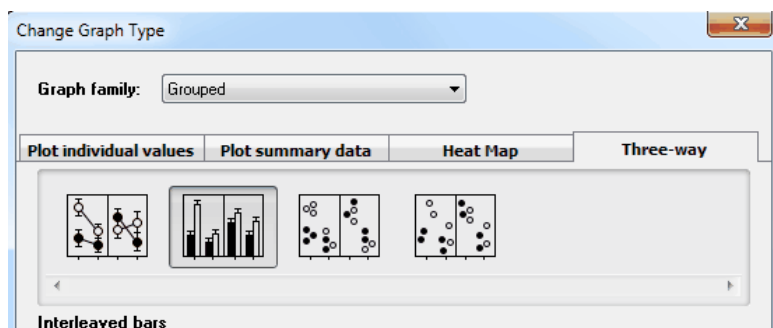 Change Graph Type
Graph family: Grouped
Plot individual values Plot summary data Heat Map Three-way
Interleaved bars